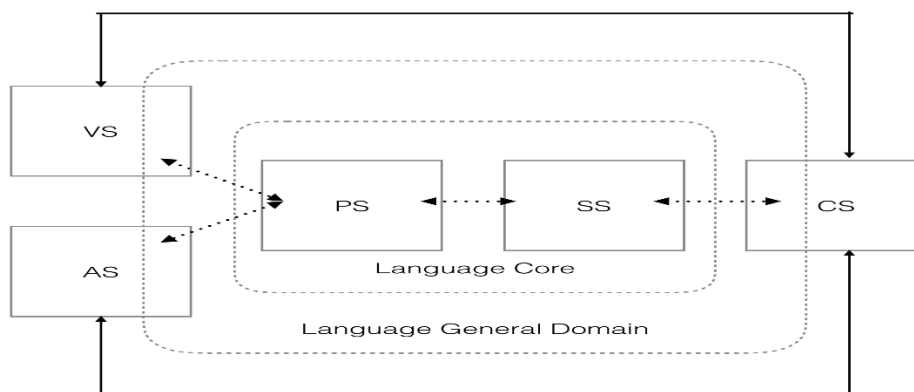 VS
PS
SS
CS
AS
Language Core
Language General Domain